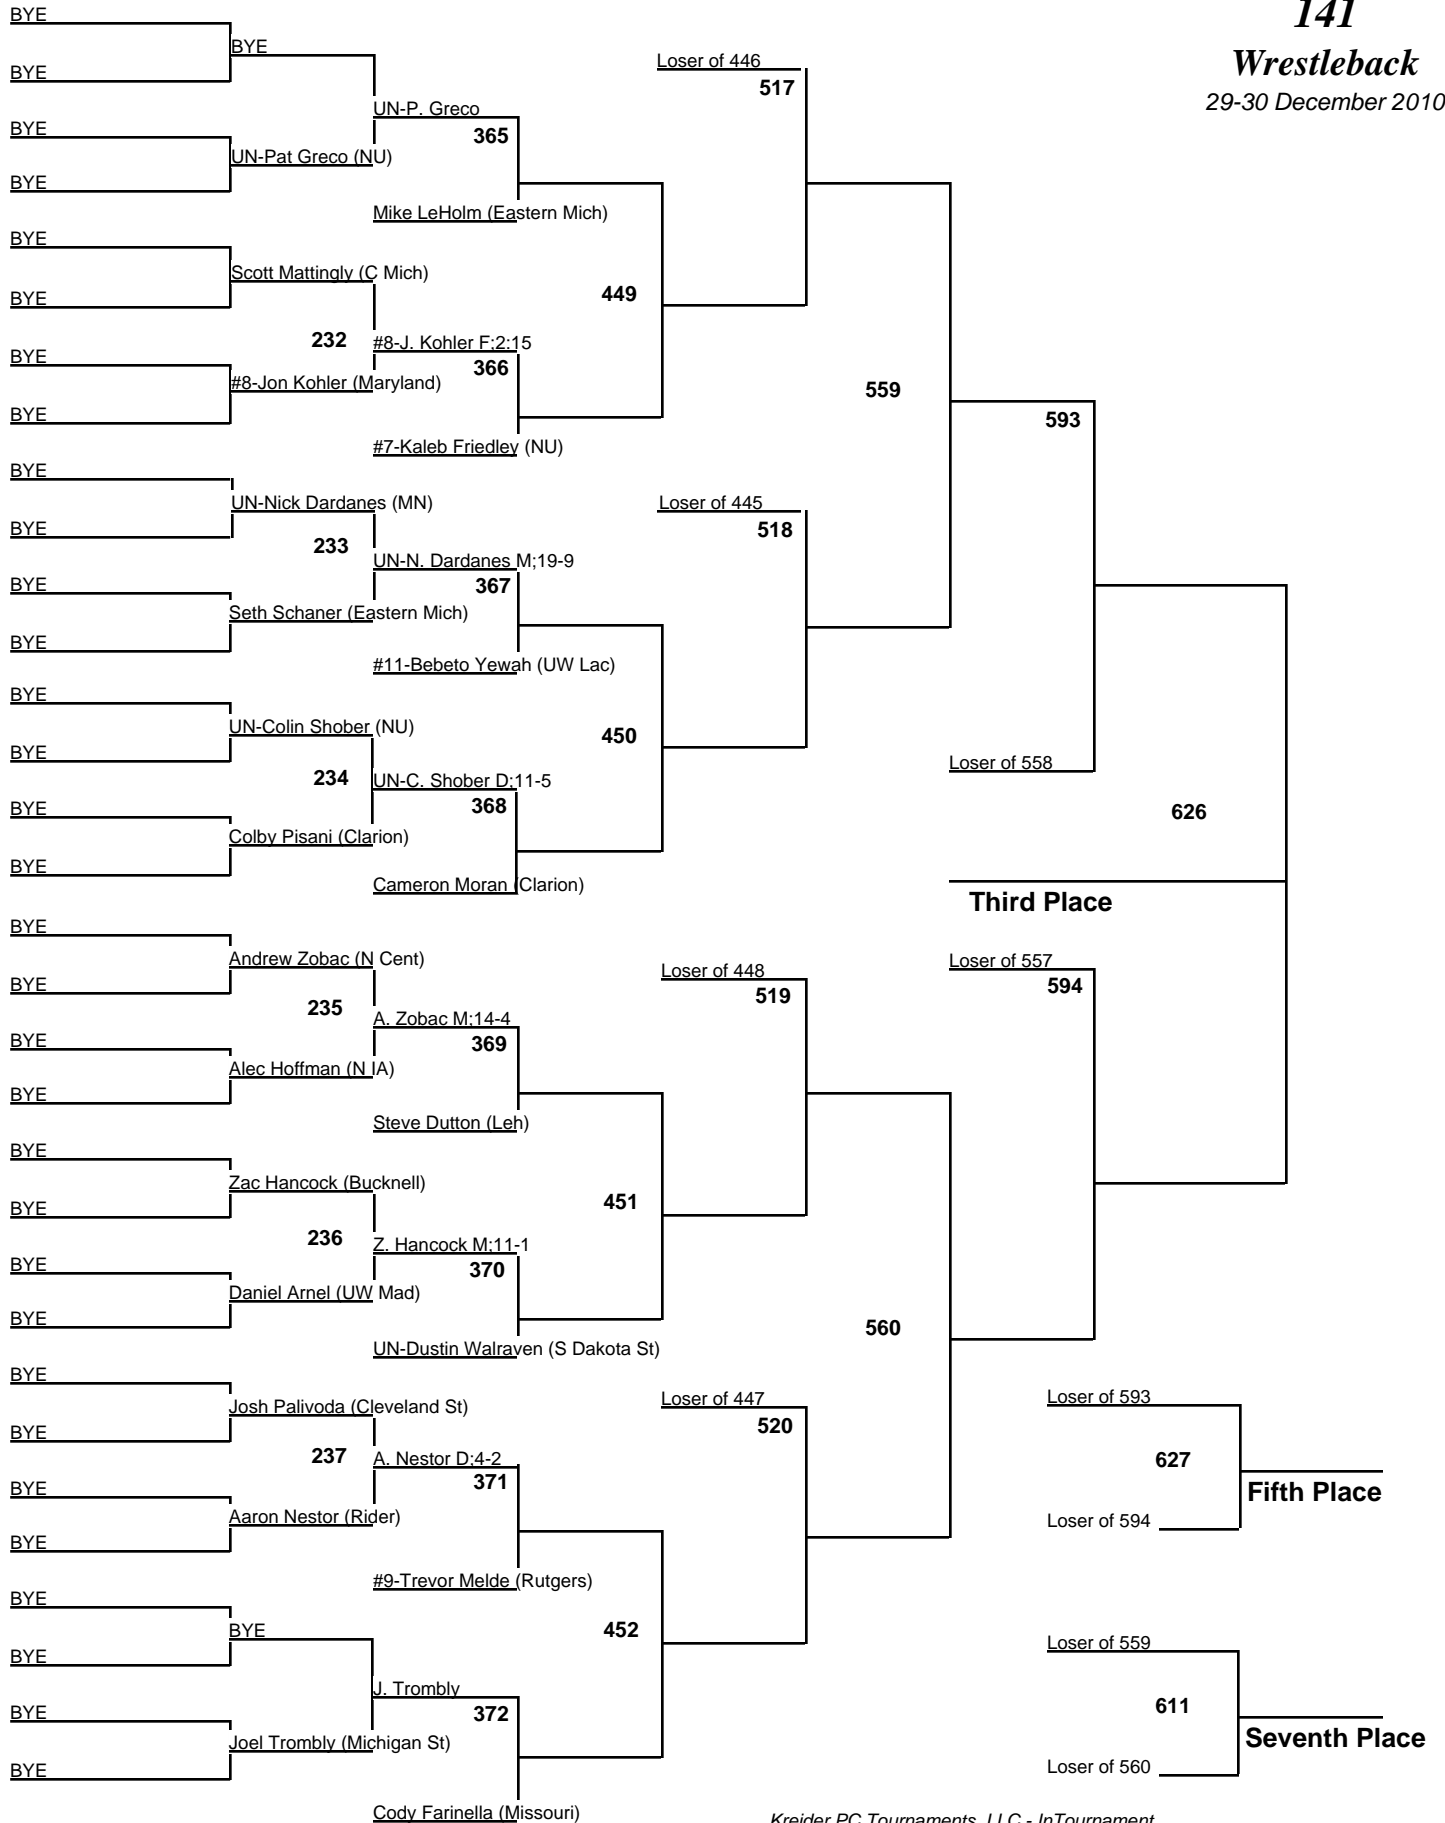 141
Wrestleback
29-30 December 2010
BYE
BYE
BYE
Loser of 446
517
UN-P. Greco
365
BYE
UN-Pat Greco (NU)
BYE
Mike LeHolm (Eastern Mich)
BYE
Scott Mattingly (C Mich)
BYE
449
232
#8-J. Kohler F;2:15
BYE
366
#8-Jon Kohler (Maryland)
559
BYE
593
#7-Kaleb Friedley (NU)
BYE
UN-Nick Dardanes (MN)
Loser of 445
BYE
518
233
UN-N. Dardanes M;19-9
BYE
367
Seth Schaner (Eastern Mich)
BYE
#11-Bebeto Yewah (UW Lac)
BYE
UN-Colin Shober (NU)
450
BYE
Loser of 558
234
UN-C. Shober D;11-5
BYE
368
626
Colby Pisani (Clarion)
BYE
Cameron Moran (Clarion)
Third Place
BYE
Andrew Zobac (N Cent)
Loser of 557
Loser of 448
BYE
594
519
235
A. Zobac M;14-4
BYE
369
Alec Hoffman (N IA)
BYE
Steve Dutton (Leh)
BYE
Zac Hancock (Bucknell)
451
BYE
236
Z. Hancock M;11-1
BYE
370
Daniel Arnel (UW Mad)
BYE
560
UN-Dustin Walraven (S Dakota St)
BYE
Josh Palivoda (Cleveland St)
Loser of 447
Loser of 593
BYE
520
237
A. Nestor D;4-2
627
BYE
371
Fifth Place
Aaron Nestor (Rider)
Loser of 594
BYE
#9-Trevor Melde (Rutgers)
BYE
BYE
452
Loser of 559
BYE
J. Trombly
BYE
372
611
Joel Trombly (Michigan St)
Seventh Place
BYE
Loser of 560
Cody Farinella (Missouri)
Kreider PC Tournaments, LLC - InTournament